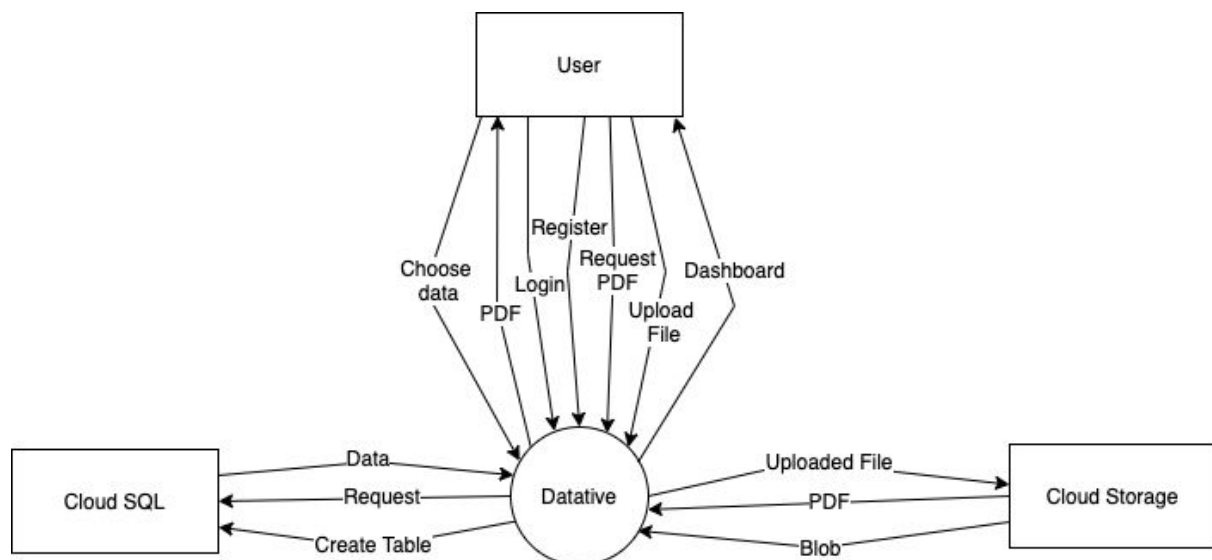 User
Register
Choose
data
Request
PDF
Dashboard
Login
PDF
Upload
File
Data
Uploaded File
Cloud SQL
Request
Datative
PDF
Cloud Storage
Create Table
Blob